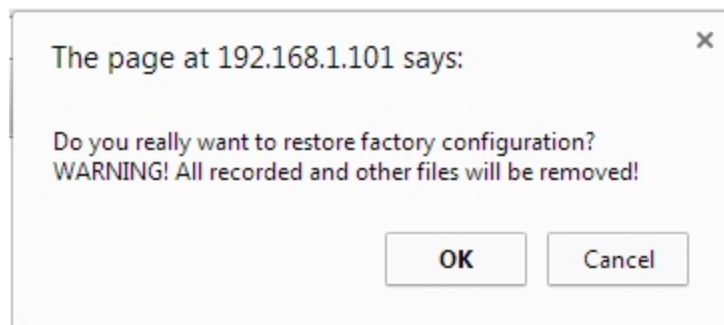 The page at 192.168.1.101 says:
Do you really want to restore factory configuration?
WARNING! All recorded and other files will be removed!
OK
Cancel